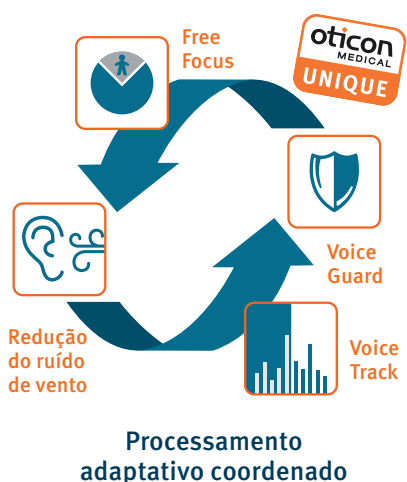 Free
Focus
oticon
MEDICAL
UNIQUE
Voice
Guard
Redução
do ruído
de vento
Voice
Track
Processamento
adaptativo coordenado